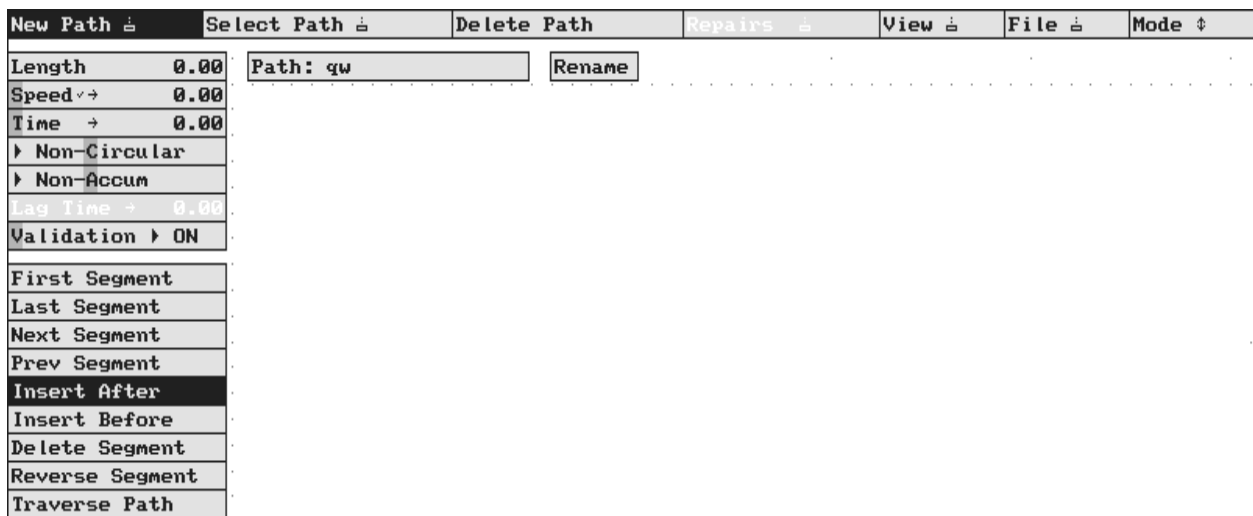 New Path Select Path Delete Path Repairs View File Mode
Length 0.00 Path: qw Rename
Speed 0.00
Time 0.00
Non-Circular
Non-Accum
Lag Time 0.00
Validation ON
First Segment
Last Segment
Next Segment
Prev Segment
Insert After
Insert Before
Delete Segment
Reverse Segment
Traverse Path